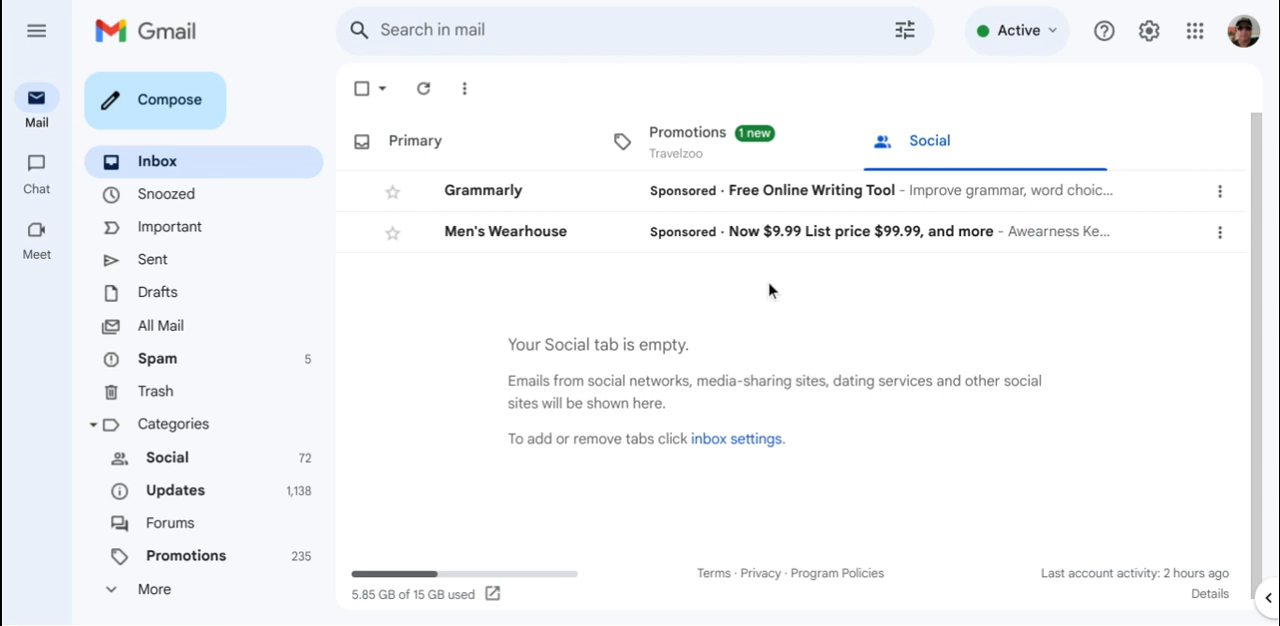 Gmail
Search in mail
Active
Mail
Chat
Meet
Compose
Inbox
Snoozed
Important
Sent
Drafts
All Mail
Spam 5
Trash
Categories
Social 72
Updates 1,138
Forums
Promotions 235
More
Primary
Promotions 1 new
Travelzoo
Social
Grammarly Sponsored · Free Online Writing Tool - Improve grammar, word choic...
Men's Wearhouse Sponsored · Now $9.99 List price $99.99, and more - Awearness Ke...
Your Social tab is empty.
Emails from social networks, media-sharing sites, dating services and other social
sites will be shown here.
To add or remove tabs click inbox settings.
5.85 GB of 15 GB used
Terms · Privacy · Program Policies
Last account activity: 2 hours ago
Details